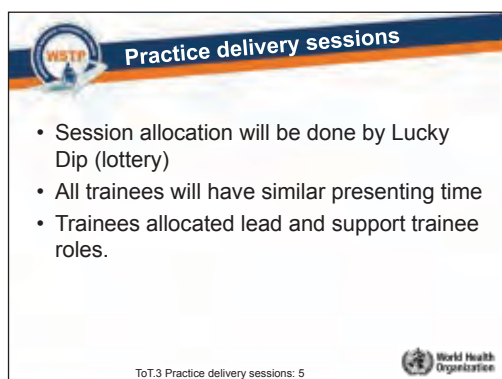 WSTP
Practice delivery sessions
• Session allocation will be done by Lucky
Dip (lottery)
• All trainees will have similar presenting time
• Trainees allocated lead and support trainee
roles.
ToT.3 Practice delivery sessions: 5
World Health
Organization